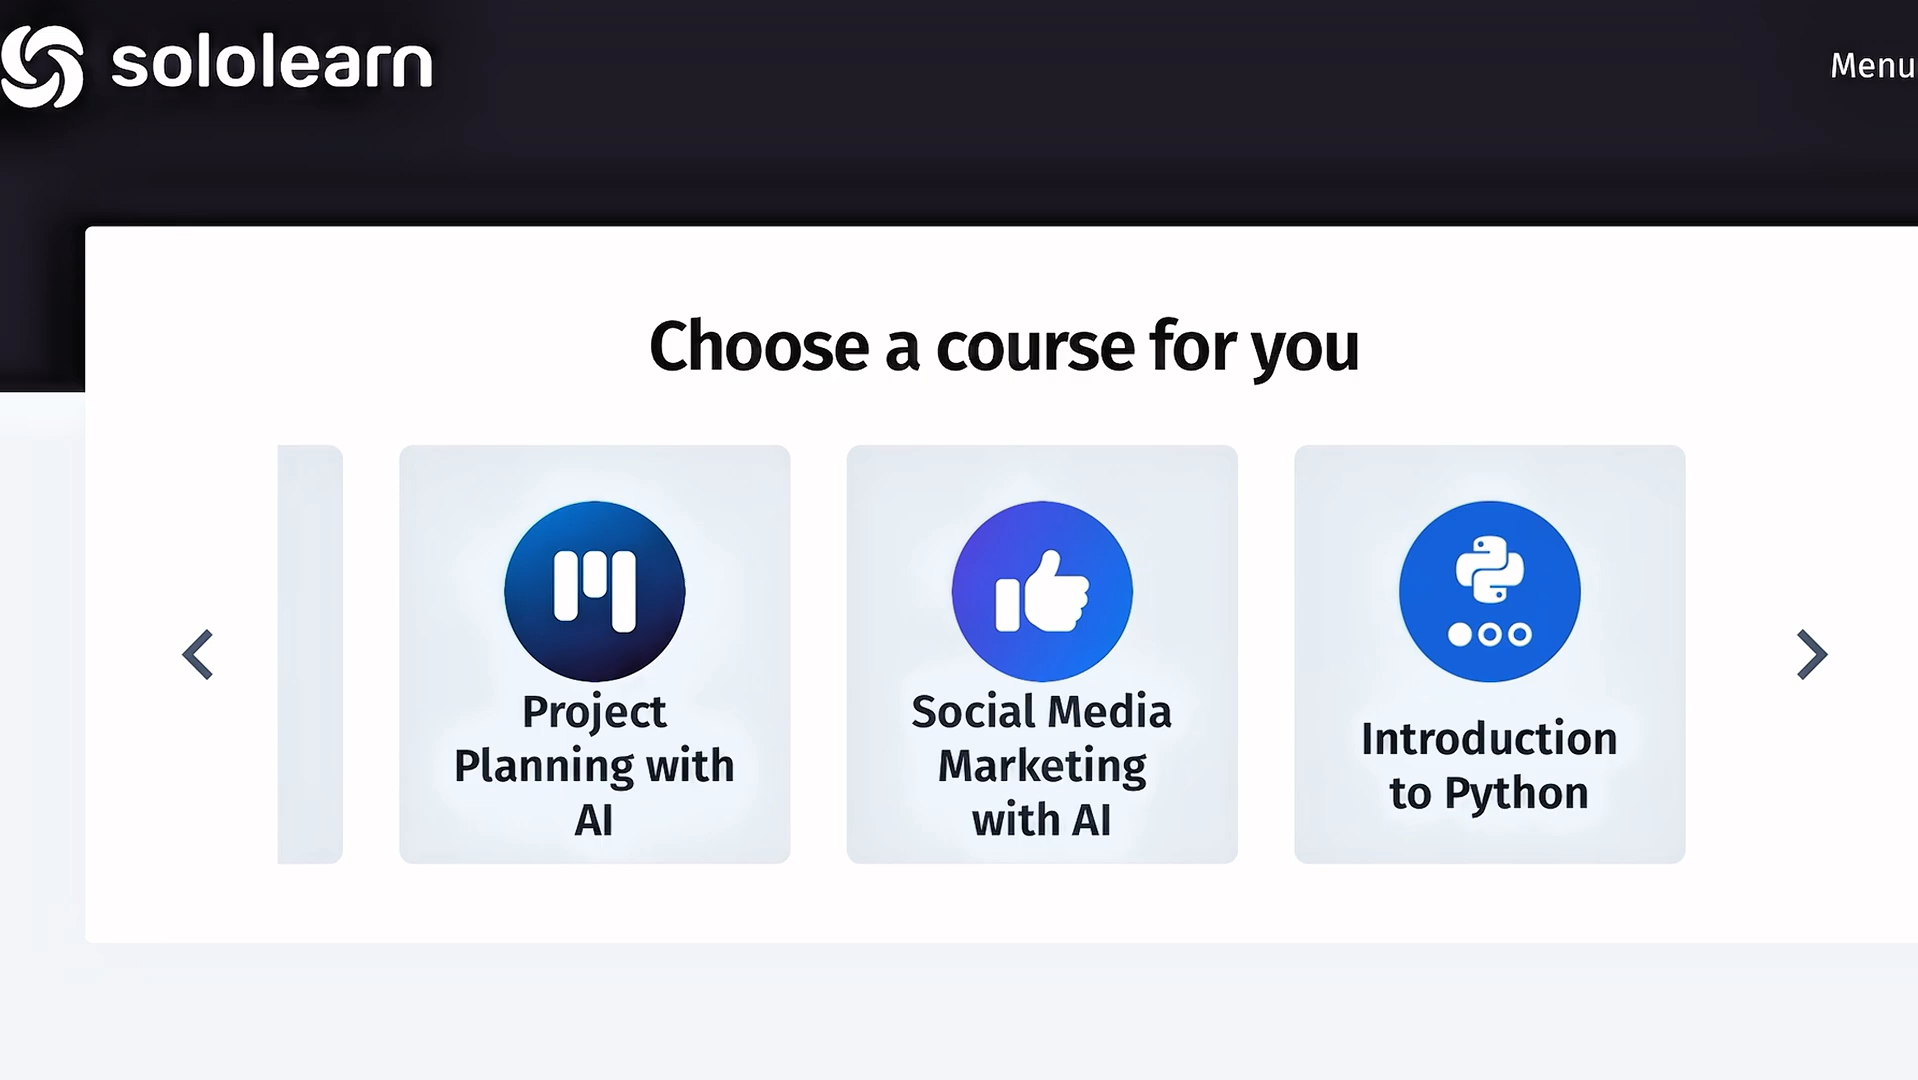 sololearn
Menu
Choose a course for you
Project
Planning with
AI
Social Media
Marketing
with AI
Introduction
to Python